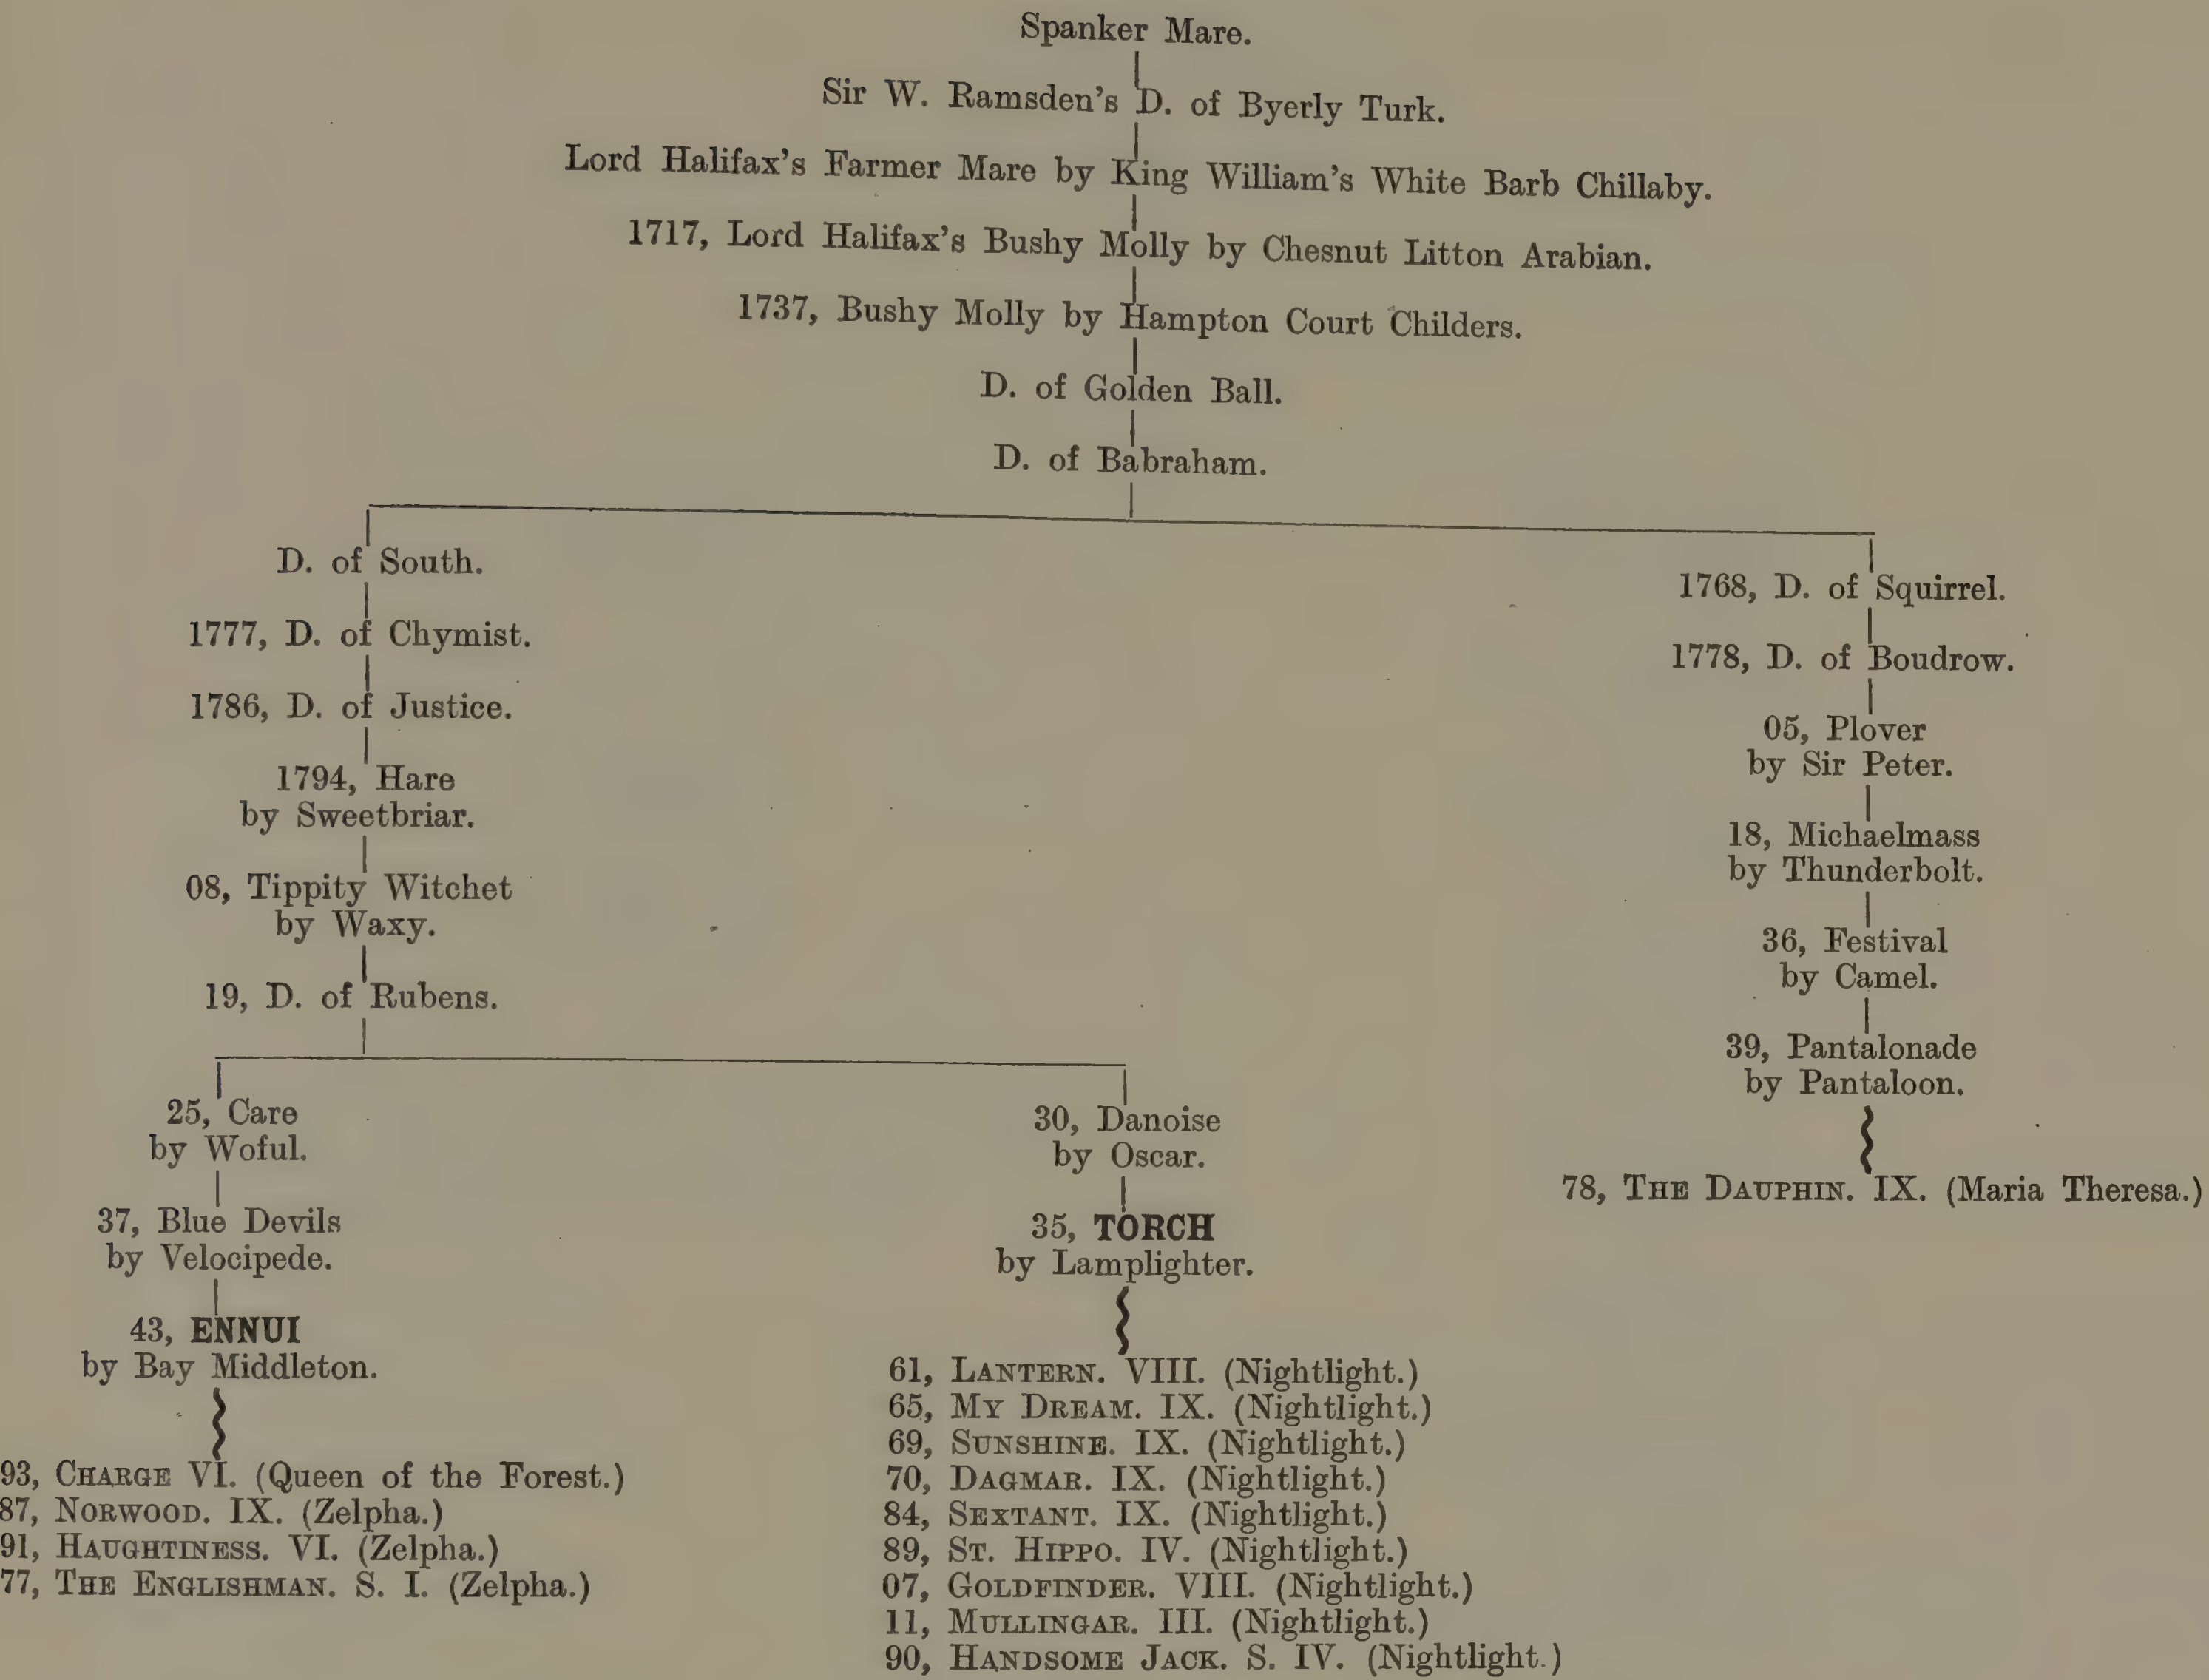 Spanker Mare.
Sir W. Ramsden's D. of Byerly Turk.
Lord Halifax's Farmer Mare by King William's White Barb Chillaby.
1717, Lord Halifax's Bushy Molly by Chesnut Litton Arabian.
1737, Bushy Molly by Hampton Court Childers.
D. of Golden Ball.
D. of Babraham.
D. of South.
1777, D. of Chymist.
1786, D. of Justice.
1794, Hare
by Sweetbriar.
08, Tippity Witchet
by Waxy.
19, D. of Rubens.
25, Care
by Woful.
37, Blue Devils
by Velocipede.
43, ENNUI
by Bay Middleton.
93, CHARGE VI. (Queen of the Forest.)
87, NORWOOD. IX. (Zelpha.)
91, HAUGHTINESS. VI. (Zelpha.)
77, THE ENGLISHMAN. S. I. (Zelpha.)
30, Danoise
by Oscar.
35, TORCH
by Lamplighter.
61, LANTERN. VIII. (Nightlight.)
65, MY DREAM. IX. (Nightlight.)
69, SUNSHINE. IX. (Nightlight.)
70, DAGMAR. IX. (Nightlight.)
84, SEXTANT. IX. (Nightlight.)
89, ST. HIPPO. IV. (Nightlight.)
07, GOLDFINDER. VIII. (Nightlight.)
11, MULLINGAR. III. (Nightlight.)
90, HANDSOME JACK. S. IV. (Nightlight.)
1768, D. of Squirrel.
1778, D. of Boudrow.
05, Plover
by Sir Peter.
18, Michaelmass
by Thunderbolt.
36, Festival
by Camel.
39, Pantalonade
by Pantaloon.
78, THE DAUPHIN. IX. (Maria Theresa.)